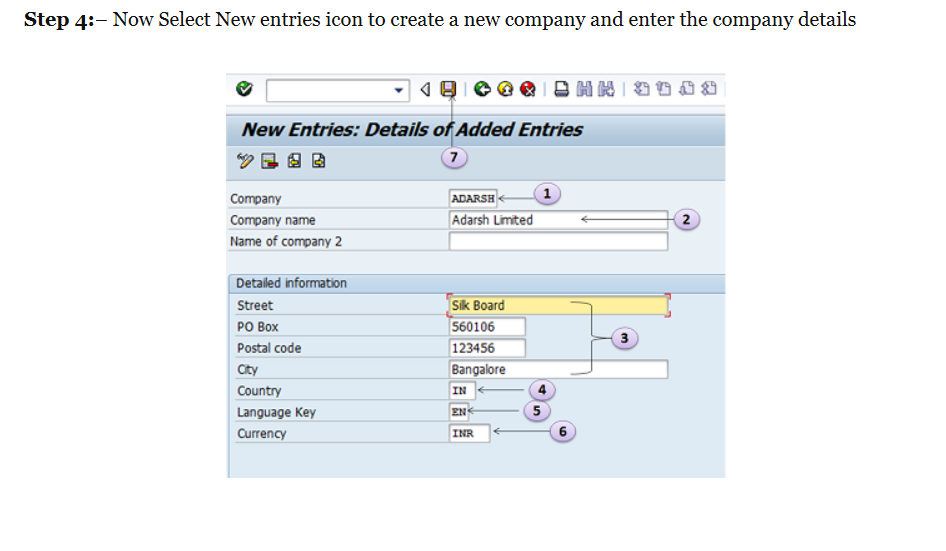 Step 4:– Now Select New entries icon to create a new company and enter the company details
New Entries: Details of Added Entries
7
Company ADARSH 1
Company name Adarsh Limited 2
Name of company 2
Detailed information
Street Silk Board
PO Box 560106 3
Postal code 123456
City Bangalore
Country IN 4
Language Key EN 5
Currency INR 6